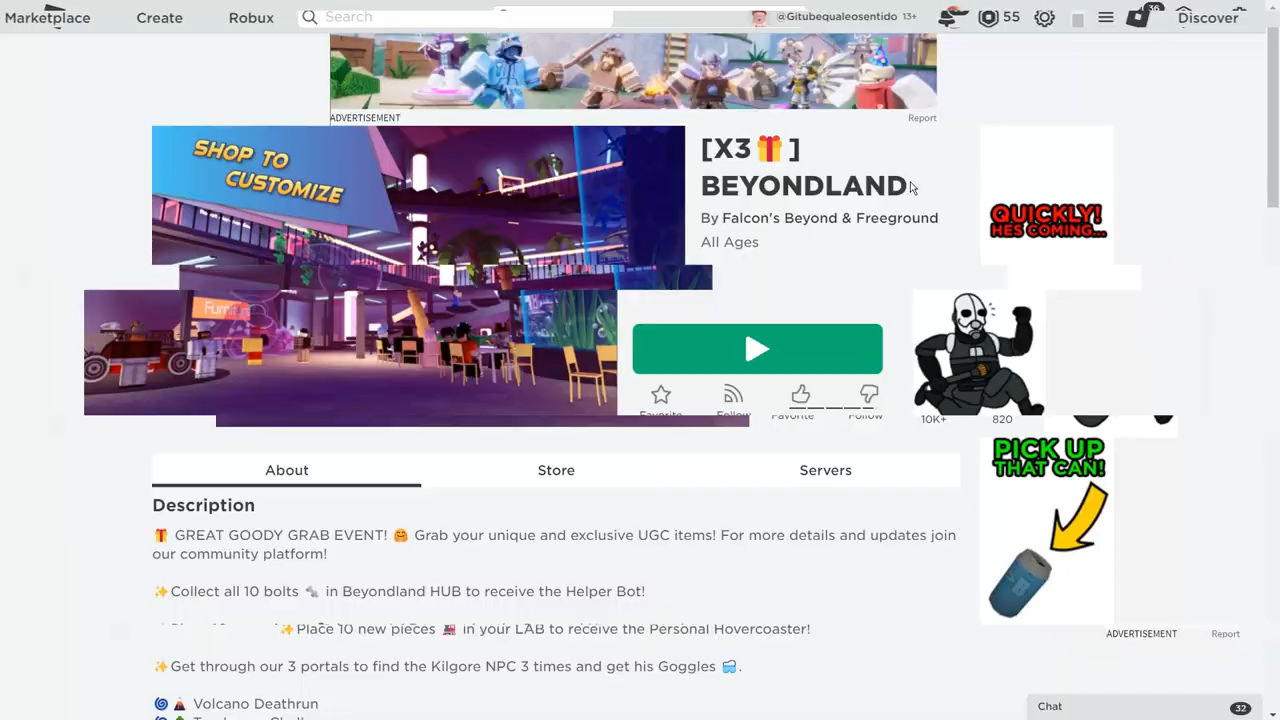 Marketplace Create Robux Search @Gitubequaleosentido 13+ 55 36 Discover
ADVERTISEMENT Report
SHOP TO
CUSTOMIZE
[X3🎁]
BEYONDLAND
By Falcon's Beyond & Freeground
All Ages
QUICKLY!
HES COMING...
Favorite Follow Favorite Follow
10K+ 820
PICK UP
THAT CAN!
About Store Servers
Description
🎁 GREAT GOODY GRAB EVENT! 🤗 Grab your unique and exclusive UGC items! For more details and updates join
our community platform!
✨Collect all 10 bolts 🔩 in Beyondland HUB to receive the Helper Bot!
✨Place 10 new pieces 🚂 in your LAB to receive the Personal Hovercoaster!
ADVERTISEMENT Report
✨Get through our 3 portals to find the Kilgore NPC 3 times and get his Goggles 🥽.
🌀 🌋 Volcano Deathrun
Chat 32